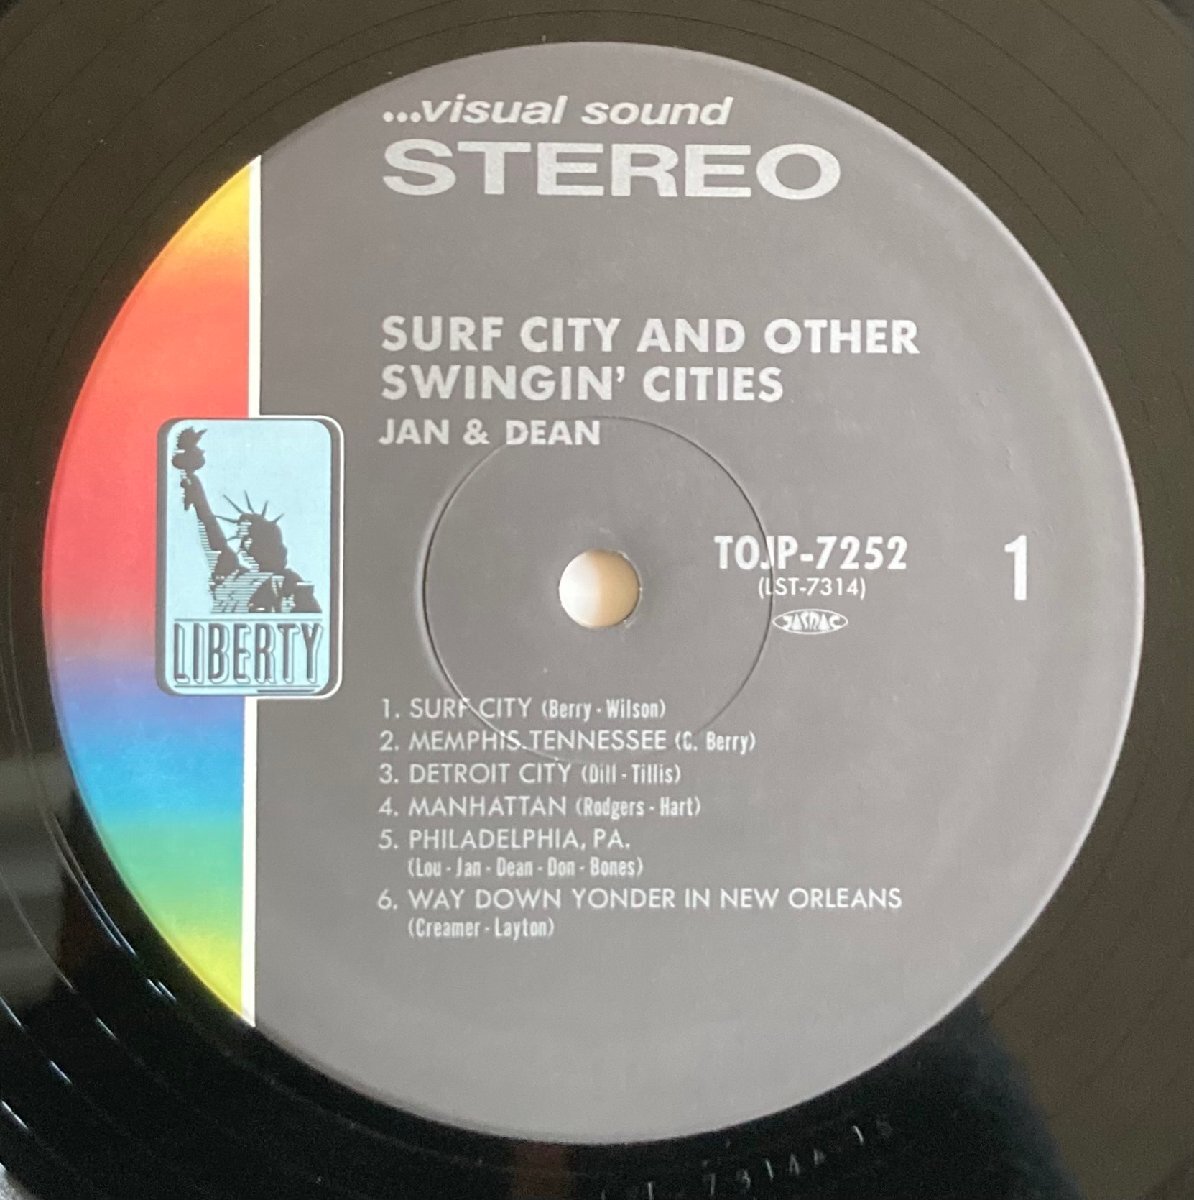 ...visual sound
STEREO
SURF CITY AND OTHER
SWINGIN' CITIES
JAN & DEAN
TOJP-7252
1
(LST-7314)
JASRAC
LIBERTY
1. SURF CITY (Berry - Wilson)
2. MEMPHIS.TENNESSEE (C. Berry)
3. DETROIT CITY (Dill - Tillis)
4. MANHATTAN (Rodgers - Hart)
5. PHILADELPHIA, PA.
(Lou - Jan - Dean - Don - Bones)
6. WAY DOWN YONDER IN NEW ORLEANS
(Creamer - Layton)